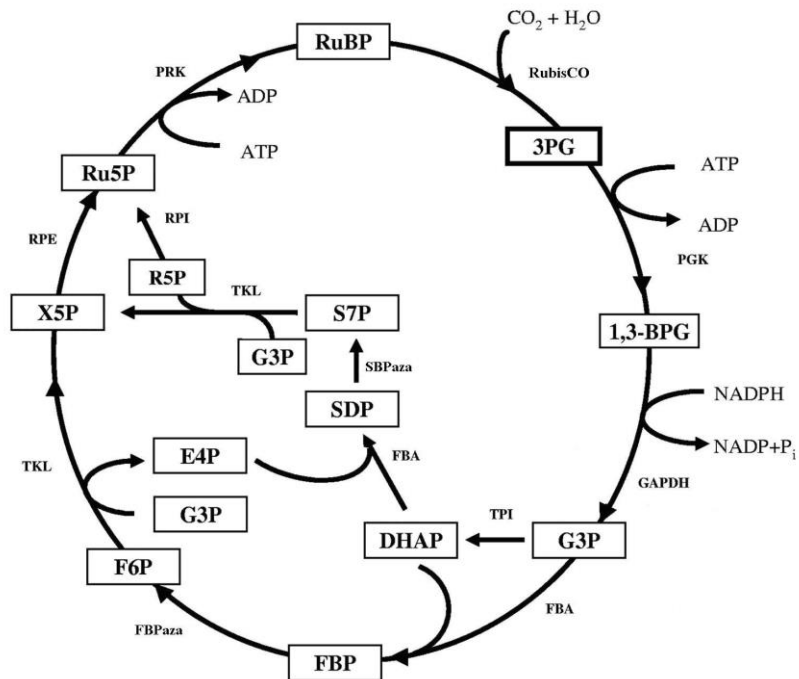 CO₂ + H₂O
RuBP
RubisCO
PRK
ADP
ATP
3PG
ATP
ADP
Ru5P
RPI
RPE
PGK
R5P
TKL
S7P
X5P
1,3-BPG
G3P
SBPaza
NADPH
SDP
NADP+Pᵢ
E4P
FBA
TKL
GAPDH
G3P
TPI
DHAP
G3P
F6P
FBA
FBPaza
FBP